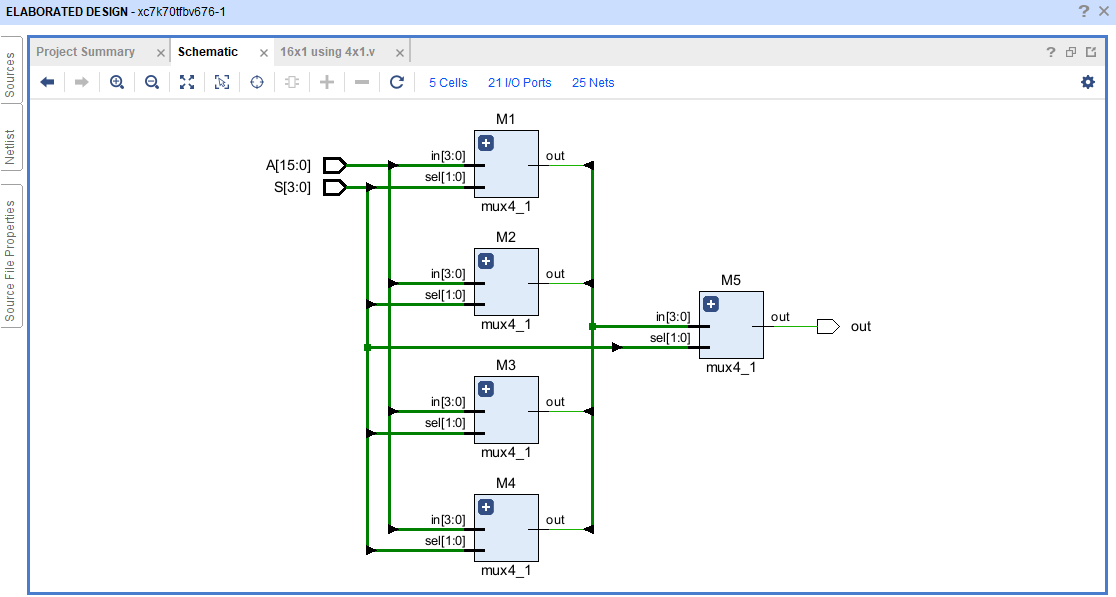 ELABORATED DESIGN - xc7k70tfbv676-1
?
Sources
Netlist
Source File Properties
Project Summary
Schematic
16x1 using 4x1.v
?
5 Cells
21 I/O Ports
25 Nets
A[15:0]
S[3:0]
M1
in[3:0]
sel[1:0]
out
mux4_1
M2
in[3:0]
sel[1:0]
out
mux4_1
M3
in[3:0]
sel[1:0]
out
mux4_1
M4
in[3:0]
sel[1:0]
out
mux4_1
M5
in[3:0]
sel[1:0]
out
mux4_1
out